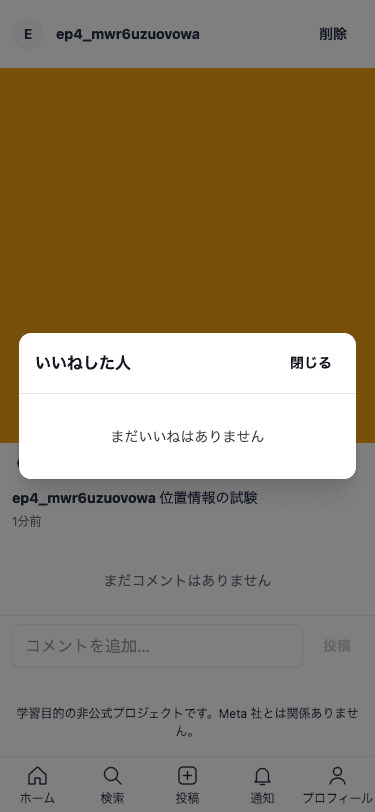 E
ep4_mwr6uzuovowa
削除
いいねした人
閉じる
まだいいねはありません
ep4_mwr6uzuovowa 位置情報の試験
1分前
まだコメントはありません
コメントを追加...
投稿
学習目的の非公式プロジェクトです。Meta 社とは関係ありませ
ん。
ホーム
検索
投稿
通知
プロフィール